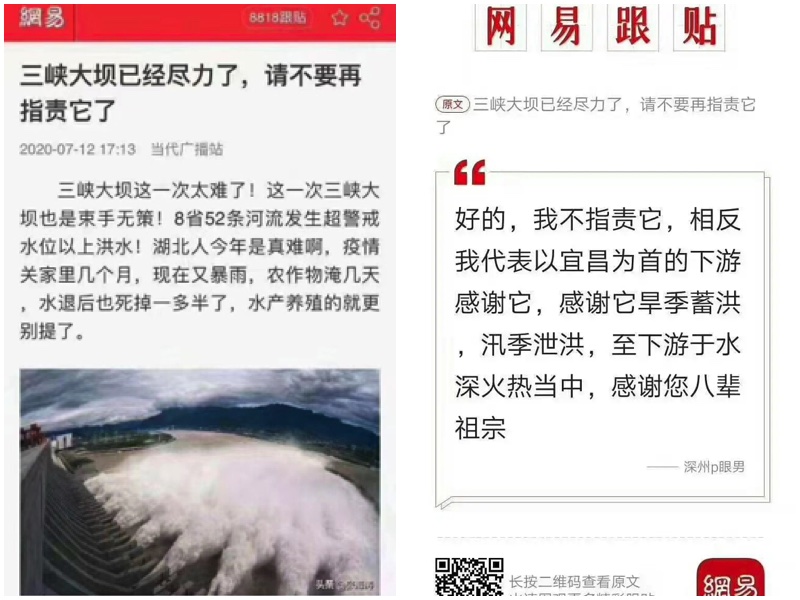 網易
8818跟贴
三峡大坝已经尽力了，请不要再
指责它了
2020-07-12 17:13 当代广播站
三峡大坝这一次太难了！这一次三峡大
坝也是束手无策！8省52条河流发生超警戒
水位以上洪水！湖北人今年是真难啊，疫情
关家里几个月，现在又暴雨，农作物淹几天
，水退后也死掉一多半了，水产养殖的就更
别提了。
头条
网易跟贴
原文 三峡大坝已经尽力了，请不要再指责它
了
好的，我不指责它，相反
我代表以宜昌为首的下游
感谢它，感谢它旱季蓄洪
，汛季泄洪，至下游于水
深火热当中，感谢您八辈
祖宗
—— 深州p眼男
长按二维码查看原文
網易